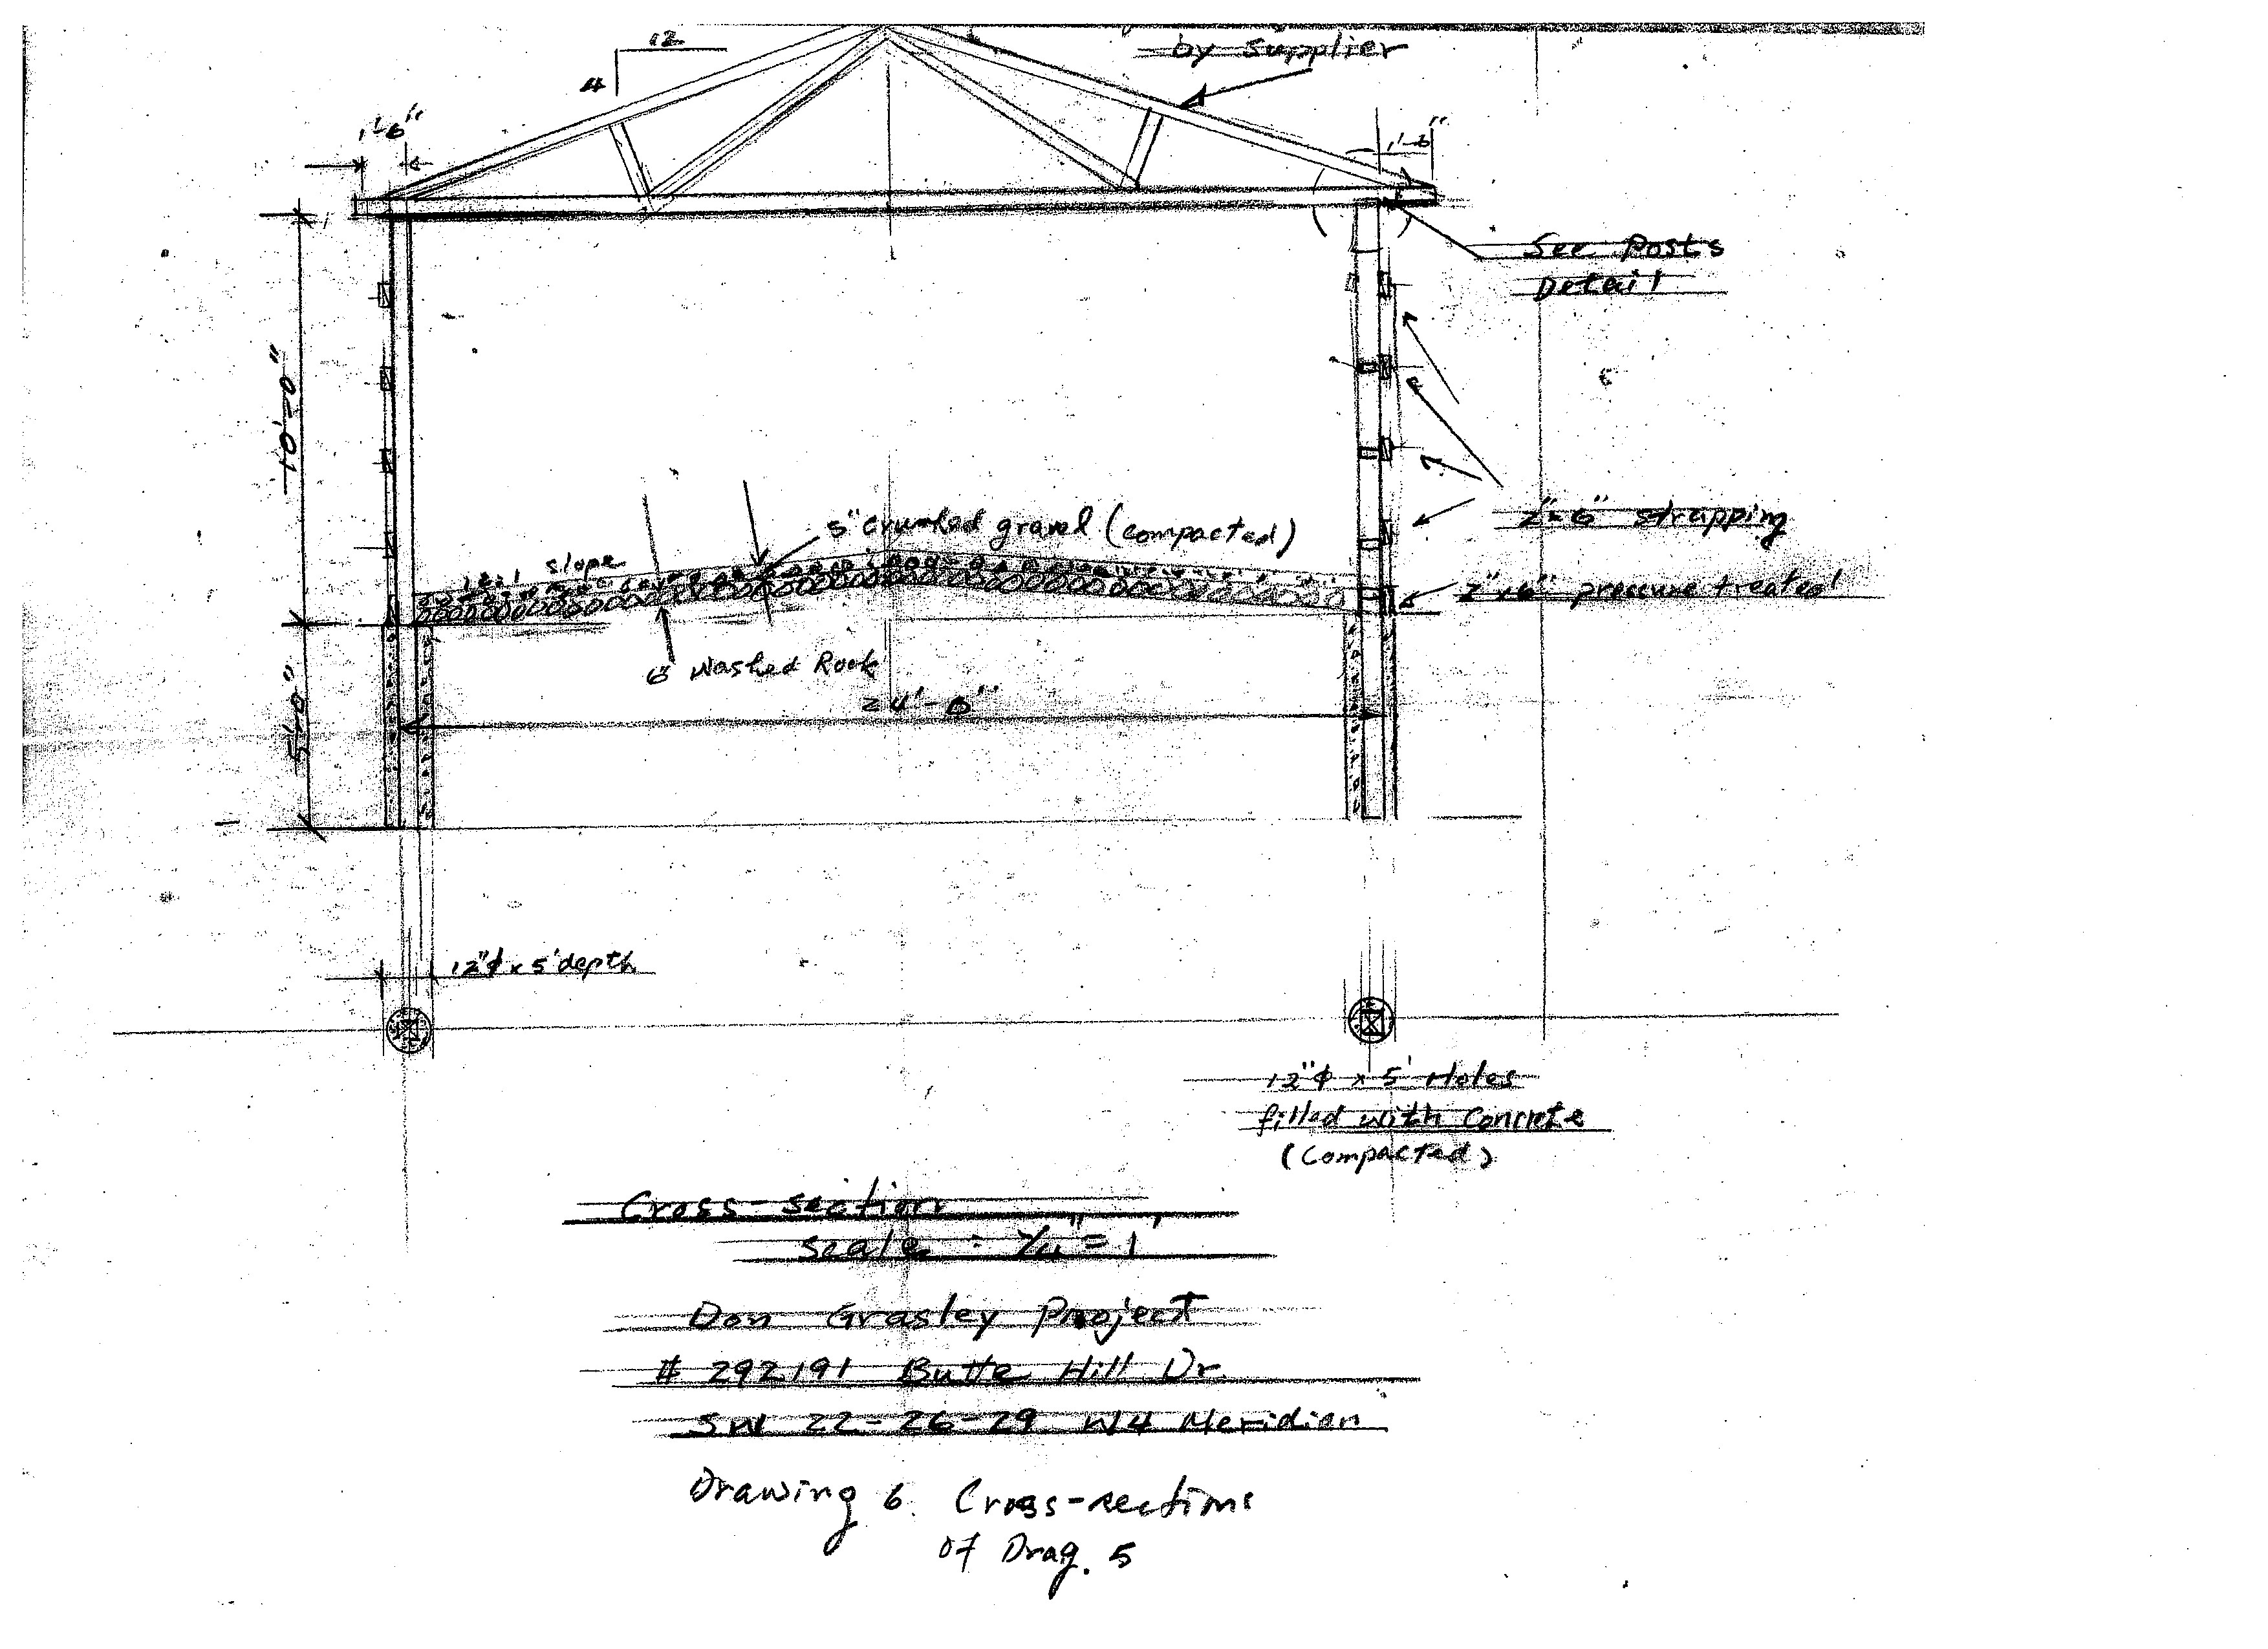 12
4
by supplier
1'-6"
1'-6"
See Posts
Detail
10'-0"
5" Crushed gravel (compacted)
slope
2"x 6" strapping
2"x6" pressure treated
6" Washed Rock
24'-0"
5'-0"
12"ϕ x 5' depth
12"ϕ x 5' Holes
filled with Concrete
(Compacted)
Cross-section
scale : 1/4" = 1'
Don Grasley Project
# 292191 Butte Hill Dr.
SW 22-26-29 W4 Meridian
Drawing 6. Cross-sections
of Drag. 5